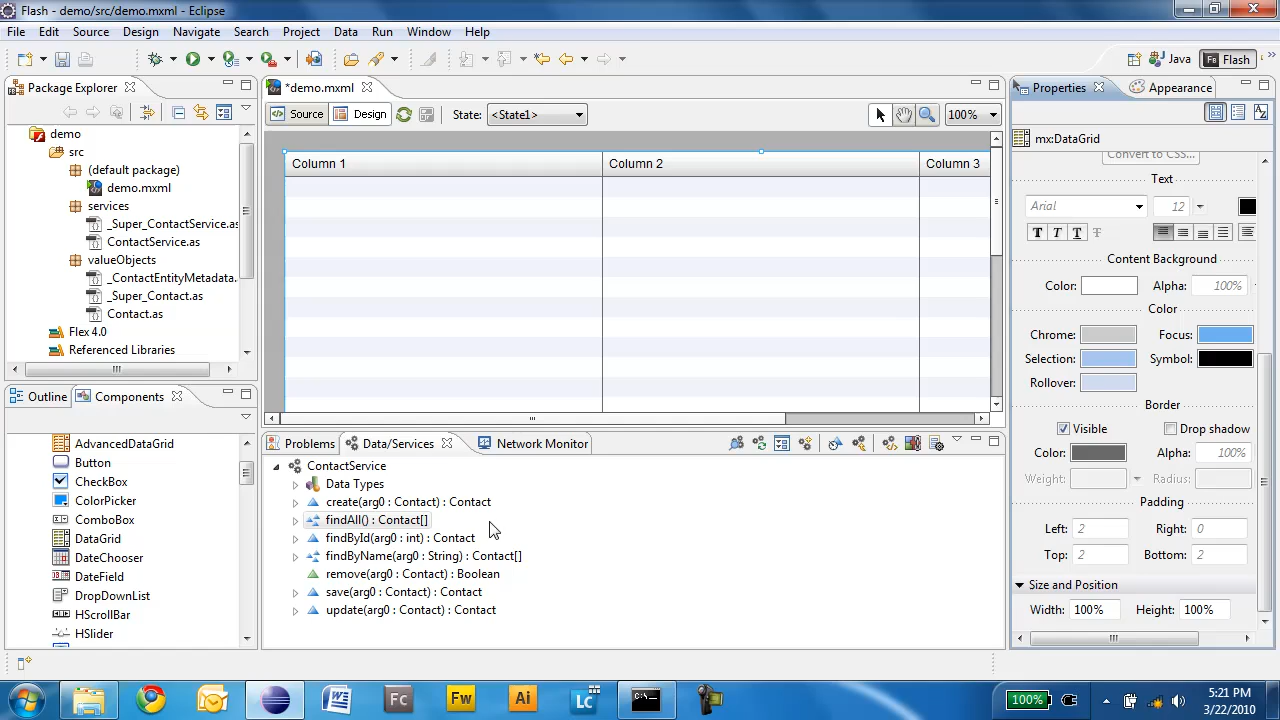 Flash - demo/src/demo.mxml - Eclipse
File Edit Source Design Navigate Search Project Data Run Window Help
Java
Fb Flash
Package Explorer
demo
src
(default package)
demo.mxml
services
_Super_ContactService.as
ContactService.as
valueObjects
_ContactEntityMetadata.
_Super_Contact.as
Contact.as
Flex 4.0
Referenced Libraries
Outline Components
AdvancedDataGrid
Button
CheckBox
ColorPicker
ComboBox
DataGrid
DateChooser
DateField
DropDownList
HScrollBar
HSlider
*demo.mxml
Source Design State: <State1> 100%
Column 1 Column 2 Column 3
Problems Data/Services Network Monitor
ContactService
Data Types
create(arg0 : Contact) : Contact
findAll() : Contact[]
findById(arg0 : int) : Contact
findByName(arg0 : String) : Contact[]
remove(arg0 : Contact) : Boolean
save(arg0 : Contact) : Contact
update(arg0 : Contact) : Contact
Properties Appearance
mx:DataGrid
Convert to CSS...
Text
Arial 12
T T T T
Content Background
Color: Alpha: 100%
Color
Chrome: Focus:
Selection: Symbol:
Rollover:
Border
Visible Drop shadow
Color: Alpha: 100%
Weight: Radius:
Padding
Left: 2 Right: 0
Top: 2 Bottom: 2
Size and Position
Width: 100% Height: 100%
Fc Fw Ai LC
100%
5:21 PM
3/22/2010